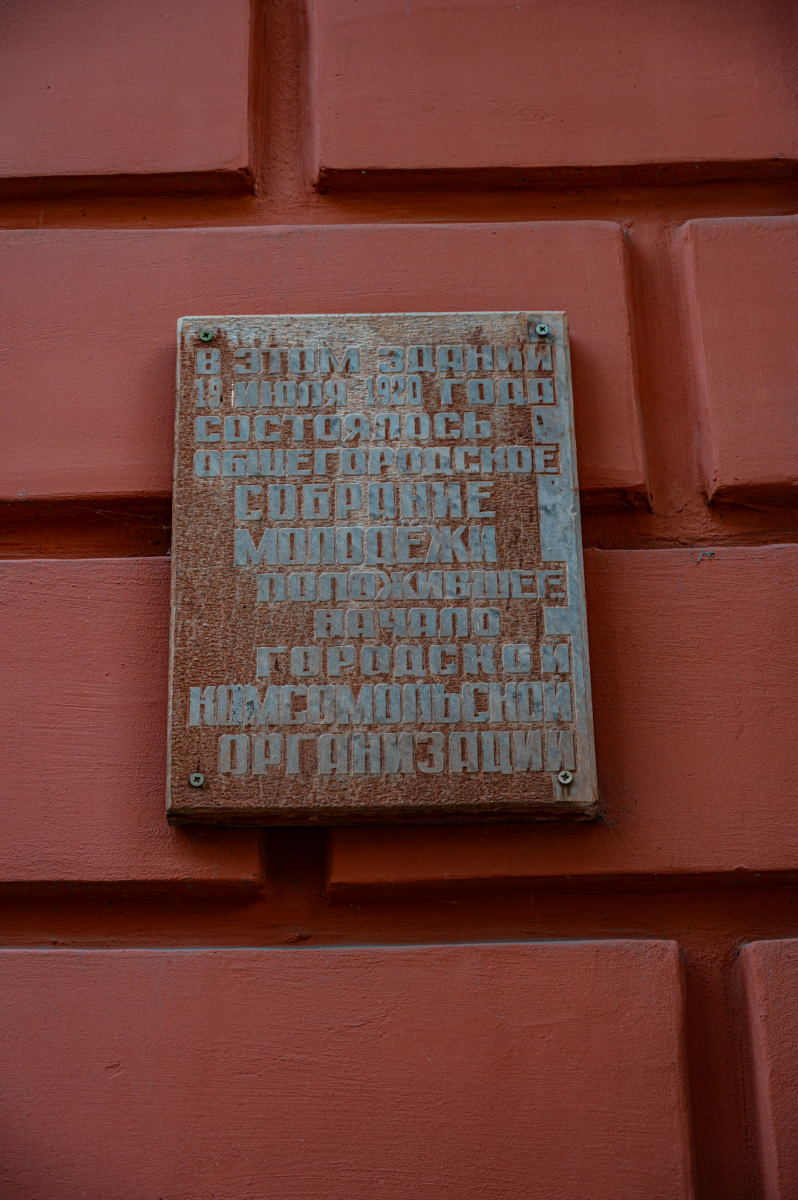 В ЭТОМ ЗДАНИИ
19 ИЮЛЯ 1920 ГОДА
СОСТОЯЛОСЬ
ОБЩЕГОРОДСКОЕ
СОБРАНИЕ
МОЛОДЕЖИ
ПОЛОЖИВШЕЕ
НАЧАЛО
ГОРОДСКОЙ
КОМСОМОЛЬСКОЙ
ОРГАНИЗАЦИИ